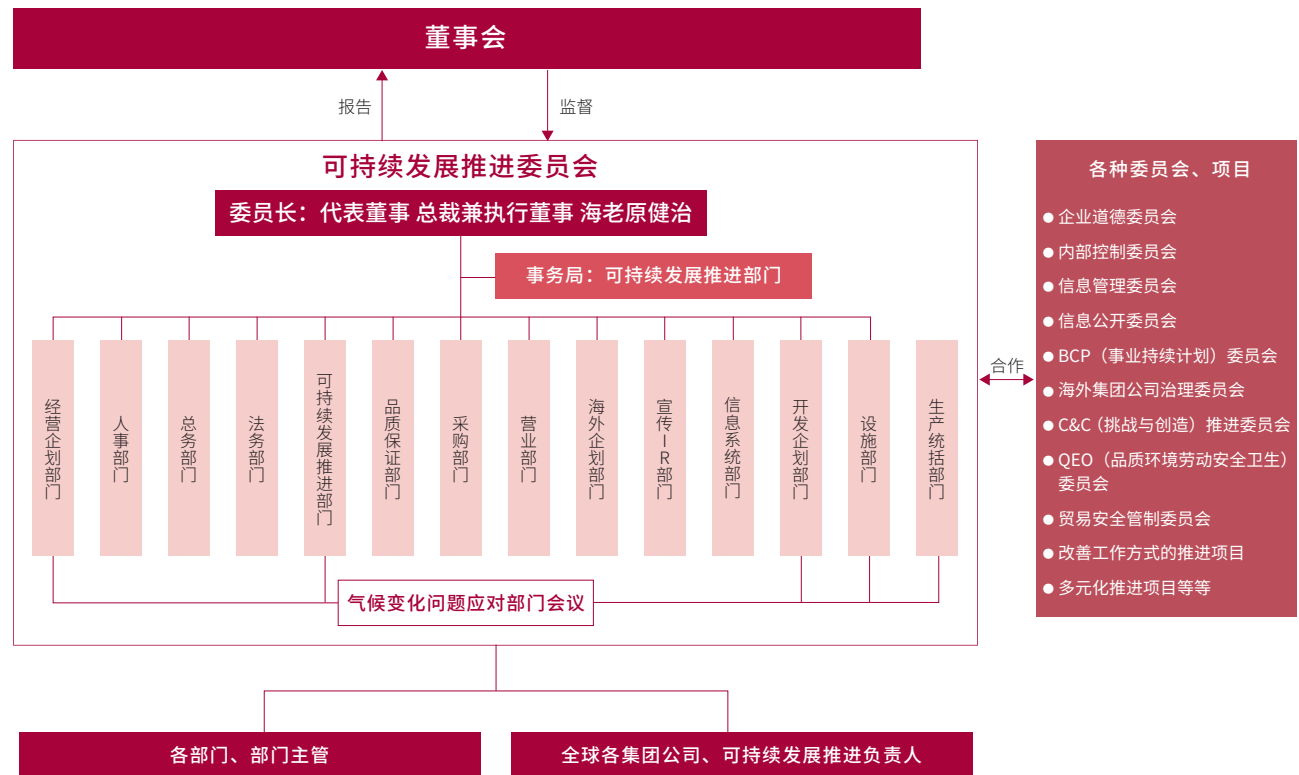 董事会
报告
监督
可持续发展推进委员会
委员长：代表董事 总裁兼执行董事 海老原健治
事务局：可持续发展推进部门
经营企划部门
人事部门
总务部门
法务部门
可持续发展推进部门
品质保证部门
采购部门
营业部门
海外企划部门
宣传IR部门
信息系统部门
开发企划部门
设施部门
生产统括部门
气候变化问题应对部门会议
合作
各种委员会、项目
●企业道德委员会
●内部控制委员会
●信息管理委员会
●信息公开委员会
●BCP（事业持续计划）委员会
●海外集团公司治理委员会
●C&C（挑战与创造）推进委员会
●QEO（品质环境劳动安全卫生）
委员会
●贸易安全管制委员会
●改善工作方式的推进项目
●多元化推进项目等等
各部门、部门主管
全球各集团公司、可持续发展推进负责人